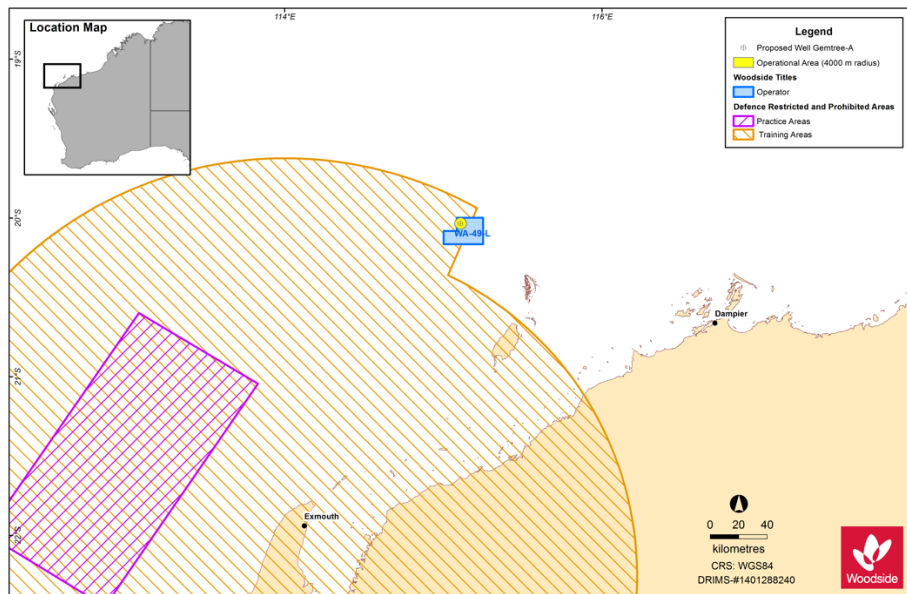 Location Map
114°E
116°E
19°S
20°S
21°S
22°S
Legend
Proposed Well Gemtree-A
Operational Area (4000 m radius)
Woodside Titles
Operator
Defence Restricted and Prohibited Areas
Practice Areas
Training Areas
WA-49-L
Dampier
Exmouth
0 20 40
kilometres
CRS: WGS84
DRIMS-#1401288240
Woodside